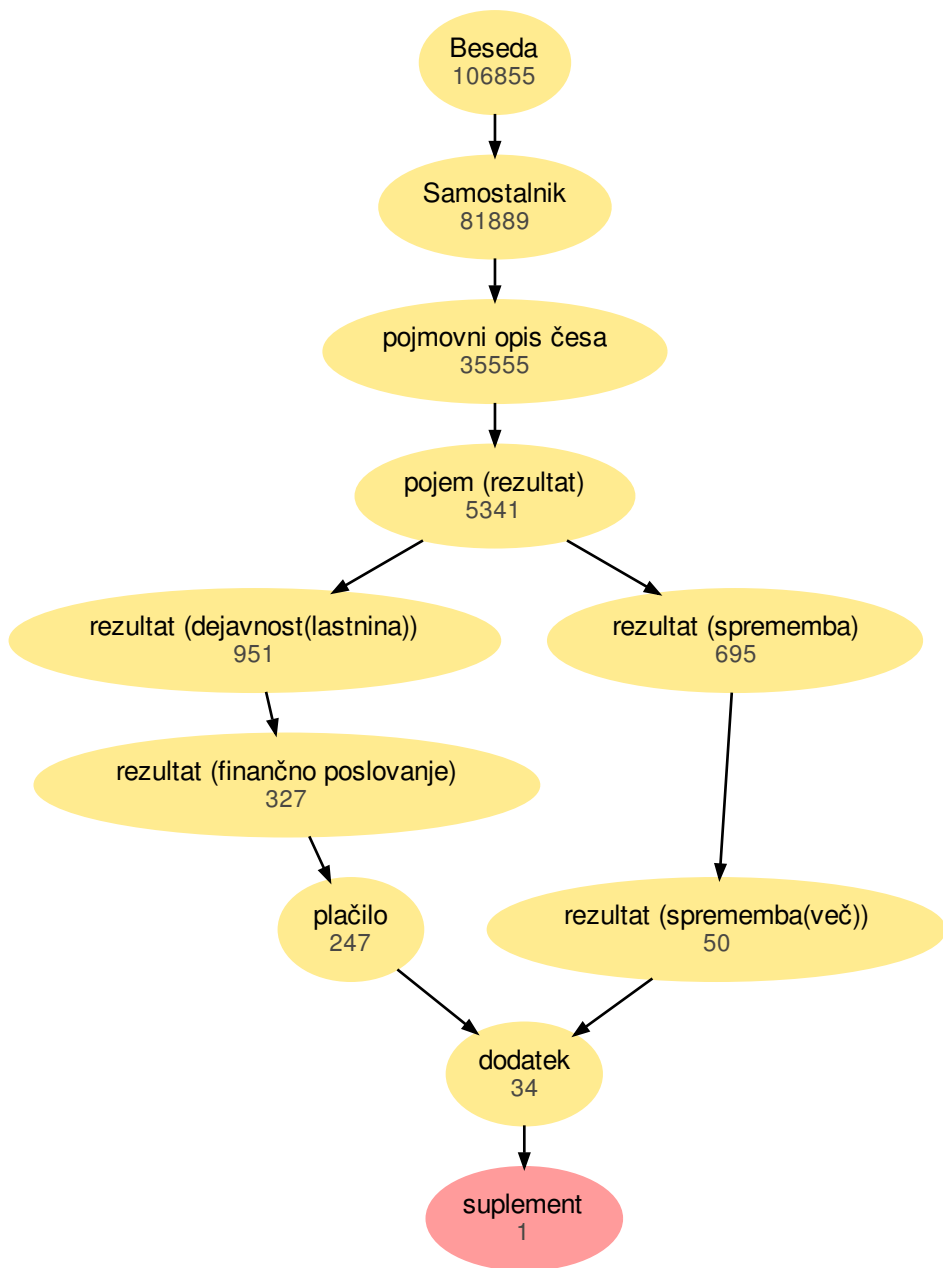 Beseda
106855
Samostalnik
81889
pojmovni opis česa
35555
pojem (rezultat)
5341
rezultat (dejavnost(lastnina))
951
rezultat (sprememba)
695
rezultat (finančno poslovanje)
327
plačilo
247
rezultat (sprememba(več))
50
dodatek
34
suplement
1